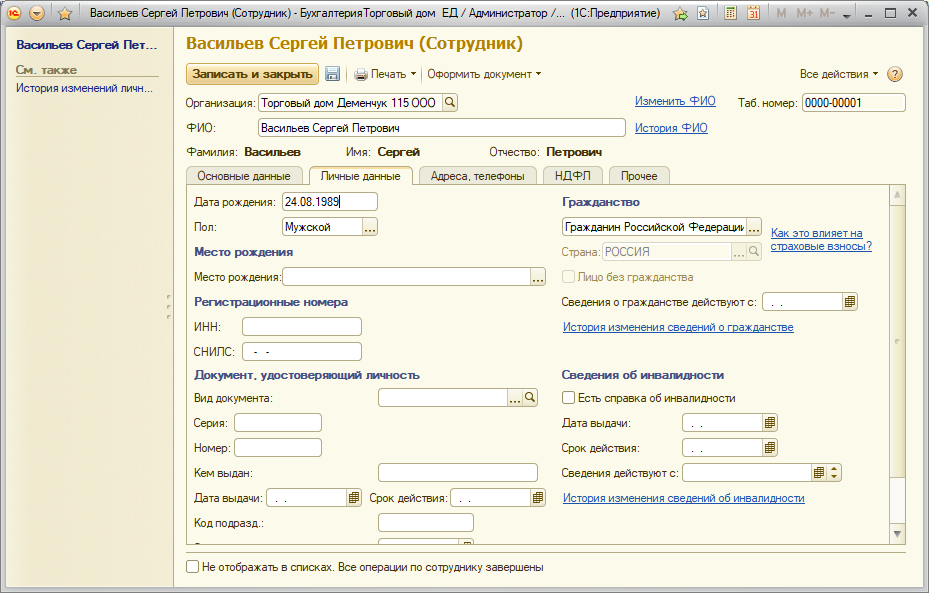 Васильев Сергей Петрович (Сотрудник) - БухгалтерияТорговый дом ЕД / Администратор /... (1С:Предприятие)
M M+ M-
31
Васильев Сергей Пет...
См. также
История изменений личн...
Васильев Сергей Петрович (Сотрудник)
Записать и закрыть Печать Оформить документ Все действия ?
Организация: Торговый дом Деменчук 115 ООО Изменить ФИО Таб. номер: 0000-00001
ФИО: Васильев Сергей Петрович История ФИО
Фамилия: Васильев Имя: Сергей Отчество: Петрович
Основные данные Личные данные Адреса, телефоны НДФЛ Прочее
Дата рождения: 24.08.1989 Гражданство
Пол: Мужской ... Гражданин Российской Федерации ... Как это влияет на
страховые взносы?
Место рождения Страна: РОССИЯ ...
Место рождения: ... Лицо без гражданства
Регистрационные номера Сведения о гражданстве действуют с: . .
ИНН: История изменения сведений о гражданстве
СНИЛС: - -
Документ, удостоверяющий личность Сведения об инвалидности
Вид документа: ... Есть справка об инвалидности
Серия: Дата выдачи: . .
Номер: Срок действия: . .
Кем выдан: Сведения действуют с:
Дата выдачи: . . Срок действия: . . История изменения сведений об инвалидности
Код подразд.:
Не отображать в списках. Все операции по сотруднику завершены